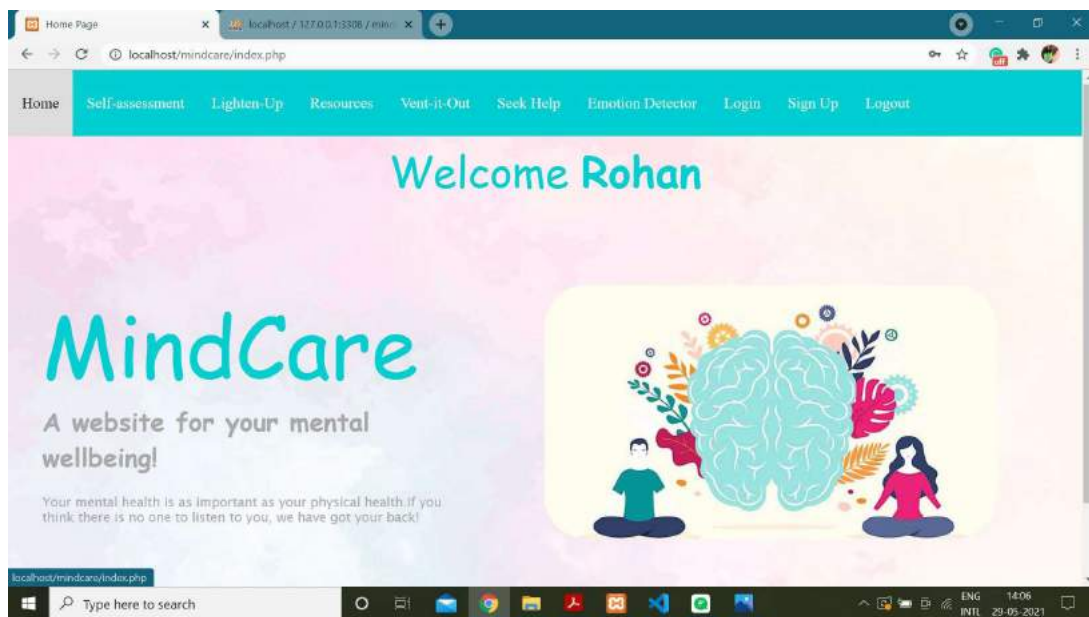 Home Page
localhost / 127.0.0.1:3308 / min
localhost/mindcare/index.php
off
Home Self-assessment Lighten-Up Resources Vent-it-Out Seek Help Emotion Detector Login Sign Up Logout
Welcome Rohan
MindCare
A website for your mental
wellbeing!
Your mental health is as important as your physical health.If you
think there is no one to listen to you, we have got your back!
localhost/mindcare/index.php
Type here to search
ENG 14:06
INTL 29-05-2021